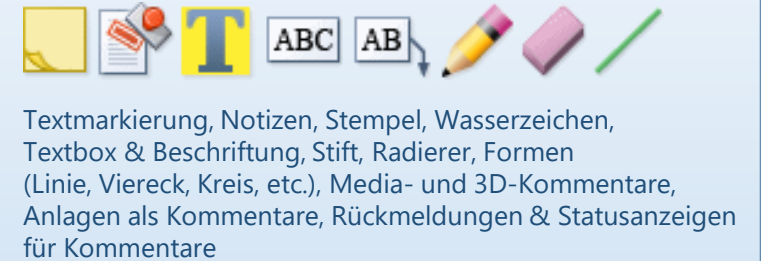 T ABC AB
Textmarkierung, Notizen, Stempel, Wasserzeichen,
Textbox & Beschriftung, Stift, Radierer, Formen
(Linie, Viereck, Kreis, etc.), Media- und 3D-Kommentare,
Anlagen als Kommentare, Rückmeldungen & Statusanzeigen
für Kommentare